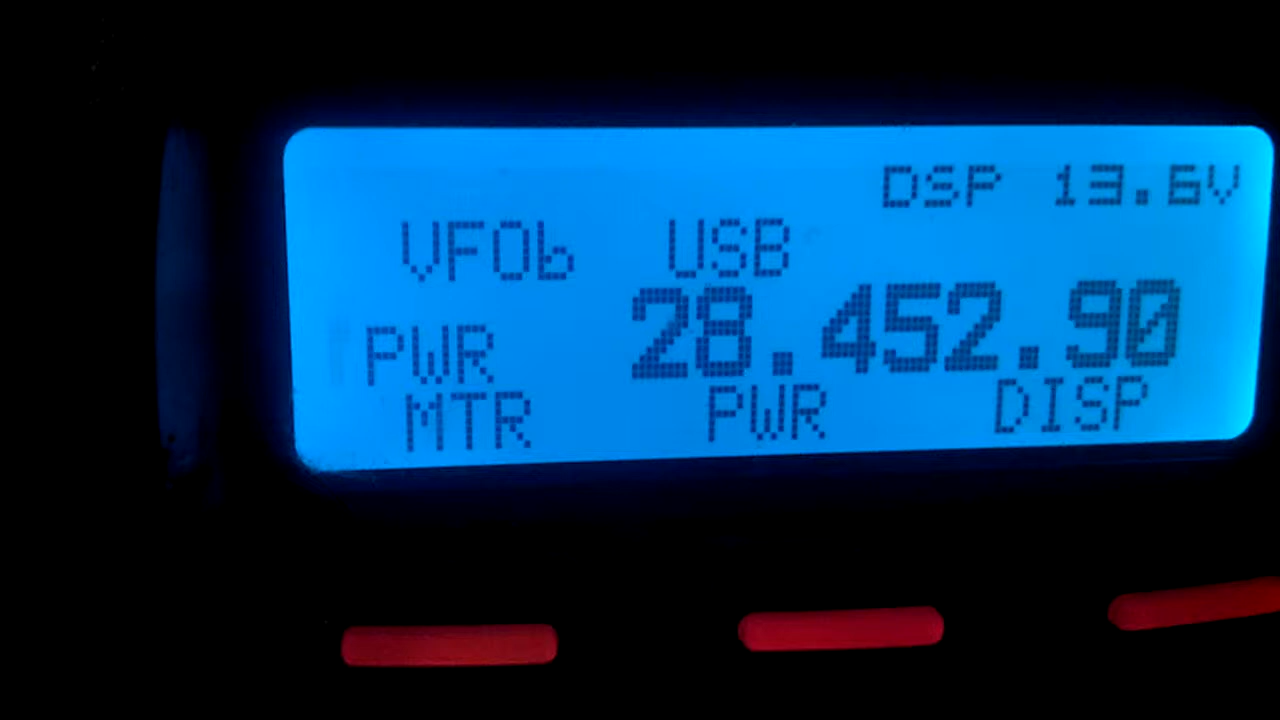 DSP 13.6V
VFOb USB
28.452.90
PWR
MTR PWR DISP